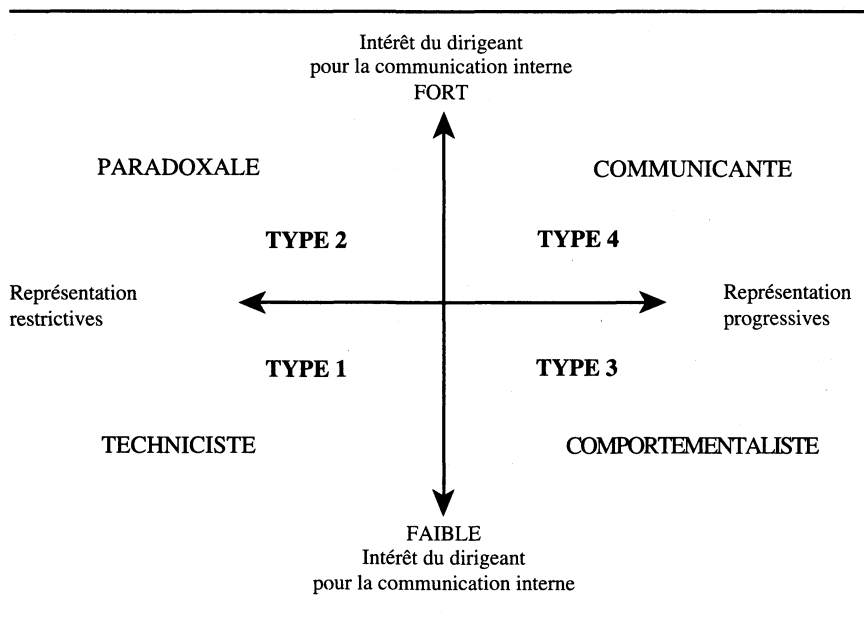 Intérêt du dirigeant
pour la communication interne
FORT
PARADOXALE
COMMUNICANTE
TYPE 2
TYPE 4
Représentation
restrictives
Représentation
progressives
TYPE 1
TYPE 3
TECHNICISTE
COMPORTEMENTALISTE
FAIBLE
Intérêt du dirigeant
pour la communication interne